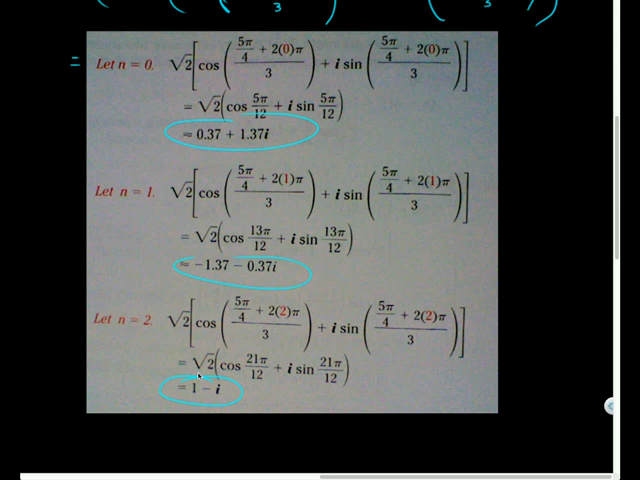 3 3
= Let n = 0. √2[cos((5π/4 + 2(0)π)/3) + i sin((5π/4 + 2(0)π)/3)]
= √2(cos 5π/12 + i sin 5π/12)
≈ 0.37 + 1.37i
Let n = 1. √2[cos((5π/4 + 2(1)π)/3) + i sin((5π/4 + 2(1)π)/3)]
= √2(cos 13π/12 + i sin 13π/12)
≈ −1.37 − 0.37i
Let n = 2. √2[cos((5π/4 + 2(2)π)/3) + i sin((5π/4 + 2(2)π)/3)]
= √2(cos 21π/12 + i sin 21π/12)
= 1 − i